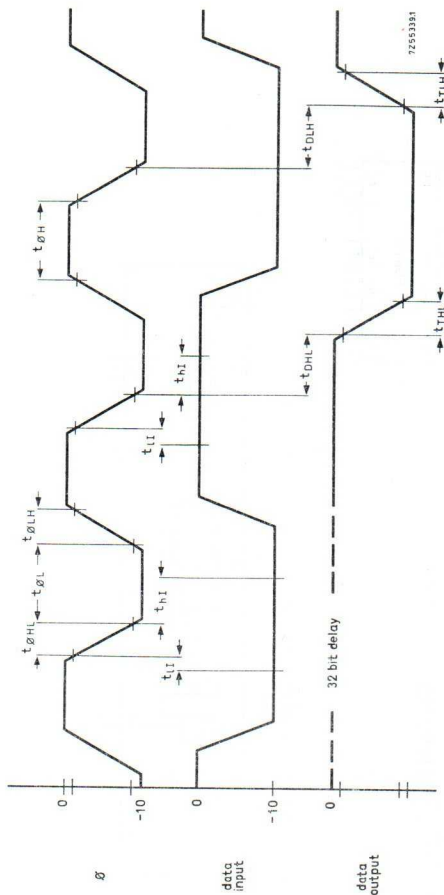 Ø
0
-10
tØHL
tØL
tØLH
tØH
data input
0
-10
tlI
thI
tlI
thI
data output
0
32 bit delay
tDHL
tTHL
tDLH
tTLH
7Z55339.1